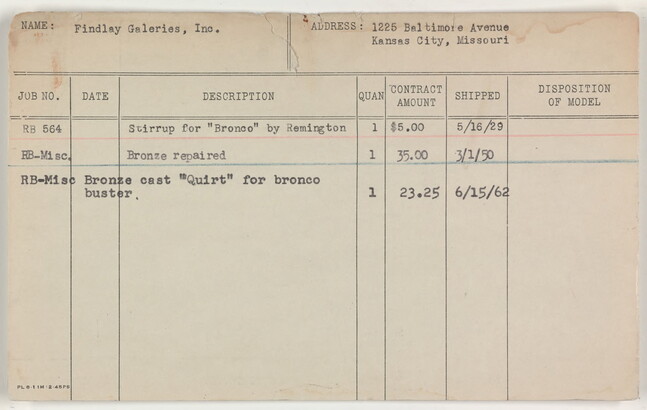 NAME: Findlay Galeries, Inc. ADDRESS: 1225 Baltimore Avenue
Kansas City, Missouri
JOB NO. DATE DESCRIPTION QUAN CONTRACT AMOUNT SHIPPED DISPOSITION OF MODEL
RB 564 Stirrup for "Bronco" by Remington 1 $5.00 5/16/29
RB-Misc. Bronze repaired 1 35.00 3/1/50
RB-Misc Bronze cast "Quirt" for bronco
buster. 1 23.25 6/15/62